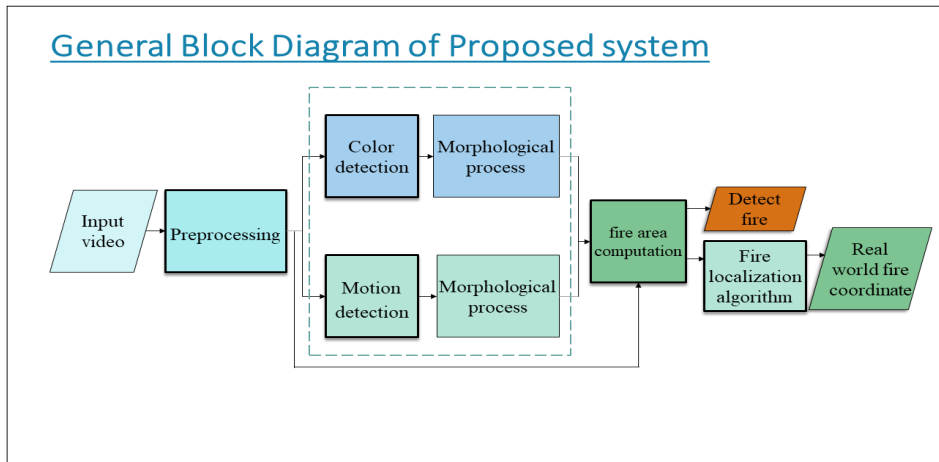 General Block Diagram of Proposed system
Input
video
Preprocessing
Color
detection
Morphological
process
Motion
detection
Morphological
process
fire area
computation
Detect
fire
Fire
localization
algorithm
Real
world fire
coordinate